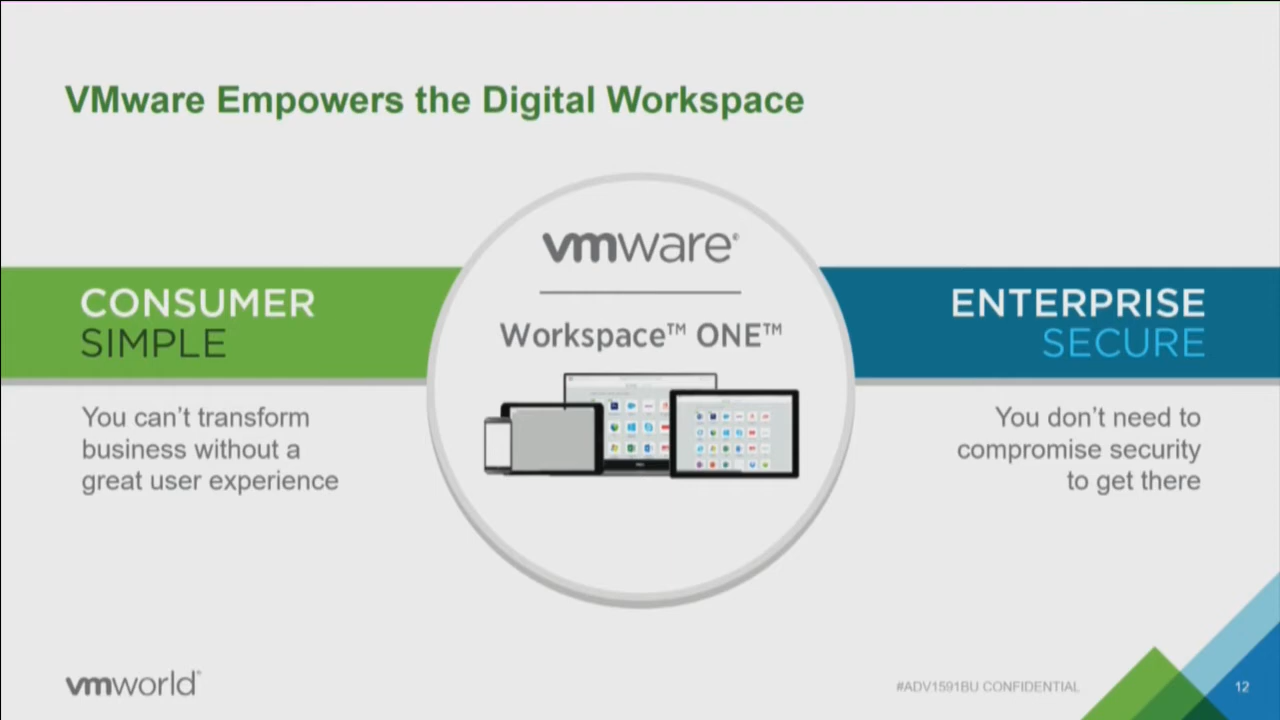 VMware Empowers the Digital Workspace
vmware®
Workspace™ ONE™
CONSUMER
SIMPLE
You can’t transform
business without a
great user experience
ENTERPRISE
SECURE
You don’t need to
compromise security
to get there
vmworld®
#ADV1591BU CONFIDENTIAL
12